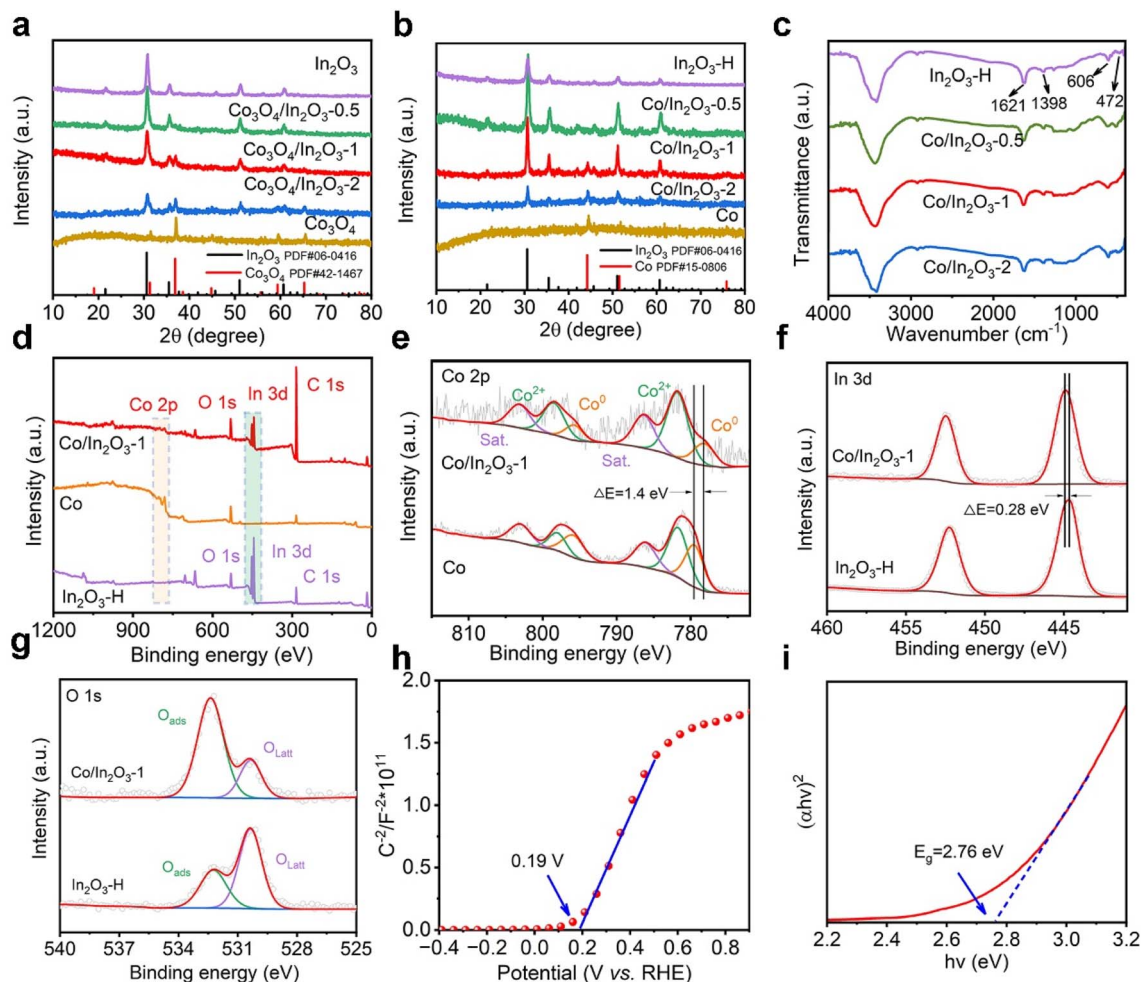 a
In₂O₃
Co₃O₄/In₂O₃-0.5
Co₃O₄/In₂O₃-1
Co₃O₄/In₂O₃-2
Co₃O₄
In₂O₃ PDF#06-0416
Co₃O₄ PDF#42-1467
Intensity (a.u.)
10 20 30 40 50 60 70 80
2θ (degree)
b
In₂O₃-H
Co/In₂O₃-0.5
Co/In₂O₃-1
Co/In₂O₃-2
Co
In₂O₃ PDF#06-0416
Co PDF#15-0806
Intensity (a.u.)
10 20 30 40 50 60 70 80
2θ (degree)
c
In₂O₃-H
606
1621 1398 472
Co/In₂O₃-0.5
Co/In₂O₃-1
Co/In₂O₃-2
Transmittance (a.u.)
4000 3000 2000 1000
Wavenumber (cm⁻¹)
d
C 1s
O 1s In 3d
Co 2p
Co/In₂O₃-1
Co
O 1s In 3d
C 1s
In₂O₃-H
Intensity (a.u.)
1200 900 600 300 0
Binding energy (eV)
e
Co 2p
Co²⁺ Co²⁺
Co⁰ Co⁰
Sat. Sat.
Co/In₂O₃-1
ΔE=1.4 eV
Co
Intensity (a.u.)
810 800 790 780
Binding energy (eV)
f
In 3d
Co/In₂O₃-1
ΔE=0.28 eV
In₂O₃-H
Intensity (a.u.)
460 455 450 445
Binding energy (eV)
g
O 1s
O_ads
O_Latt
Co/In₂O₃-1
O_ads
O_Latt
In₂O₃-H
Intensity (a.u.)
540 537 534 531 528 525
Binding energy (eV)
h
2.0
1.5
1.0
0.5
0.0
0.19 V
C⁻²/F⁻²*10¹¹
-0.4 -0.2 0.0 0.2 0.4 0.6 0.8
Potential (V vs. RHE)
i
E_g=2.76 eV
(αhv)²
2.2 2.4 2.6 2.8 3.0 3.2
hv (eV)